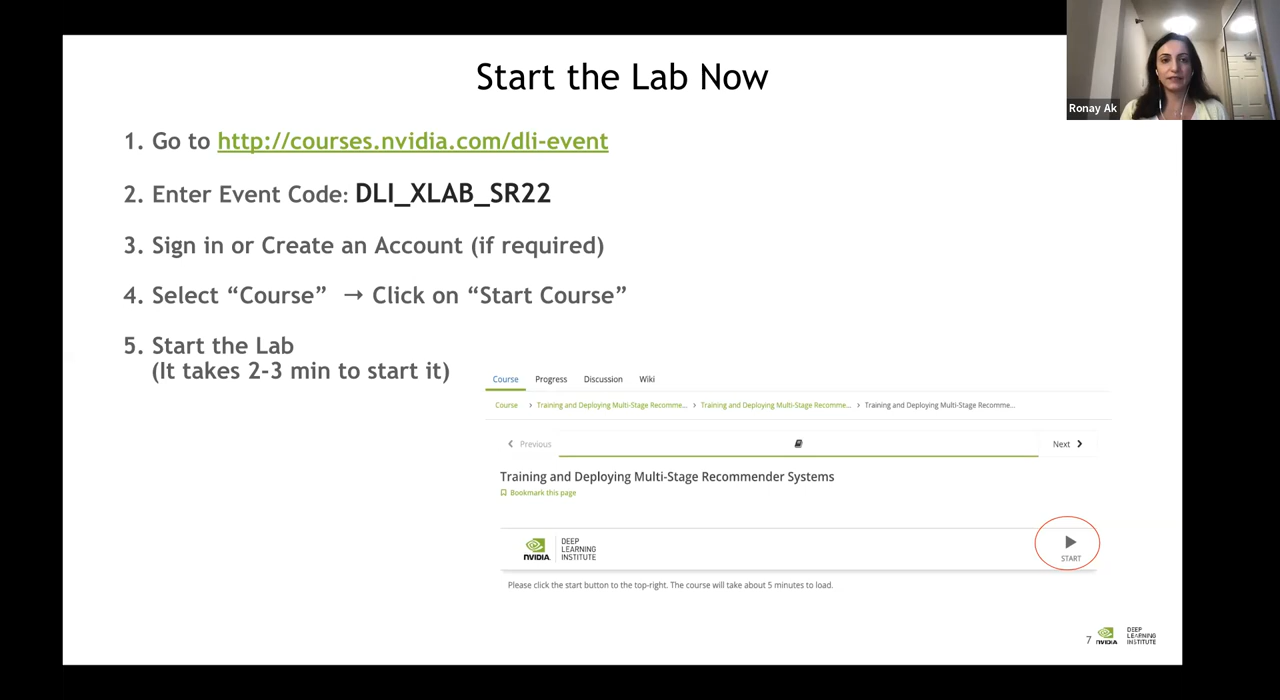 Start the Lab Now
Ronay Ak
1. Go to http://courses.nvidia.com/dli-event
2. Enter Event Code: DLI_XLAB_SR22
3. Sign in or Create an Account (if required)
4. Select “Course” → Click on “Start Course”
5. Start the Lab
(It takes 2-3 min to start it)
Course Progress Discussion Wiki
Course > Training and Deploying Multi-Stage Recomme... > Training and Deploying Multi-Stage Recomme... > Training and Deploying Multi-Stage Recomme...
Previous Next
Training and Deploying Multi-Stage Recommender Systems
Bookmark this page
NVIDIA.
DEEP
LEARNING
INSTITUTE
START
Please click the start button to the top-right. The course will take about 5 minutes to load.
7
NVIDIA.
DEEP
LEARNING
INSTITUTE